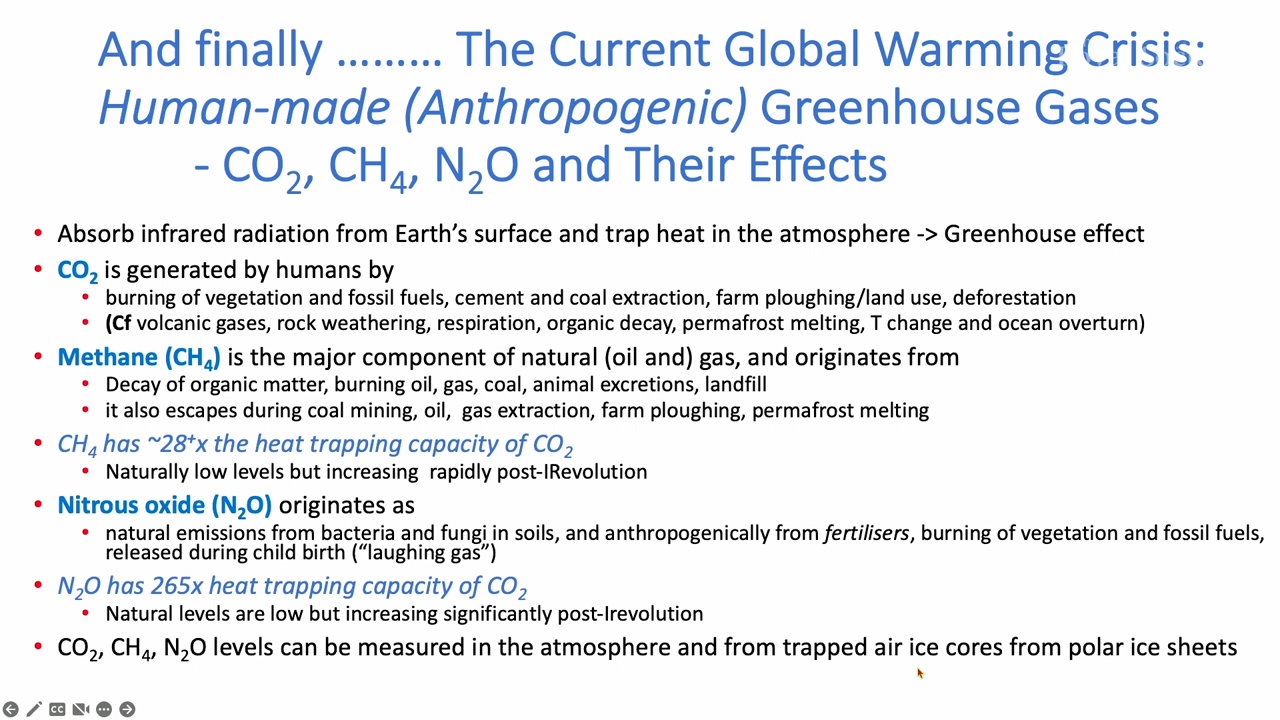 And finally ……… The Current Global Warming Crisis:
Human-made (Anthropogenic) Greenhouse Gases
- CO₂, CH₄, N₂O and Their Effects
• Absorb infrared radiation from Earth’s surface and trap heat in the atmosphere -> Greenhouse effect
• CO₂ is generated by humans by
• burning of vegetation and fossil fuels, cement and coal extraction, farm ploughing/land use, deforestation
• (Cf volcanic gases, rock weathering, respiration, organic decay, permafrost melting, T change and ocean overturn)
• Methane (CH₄) is the major component of natural (oil and) gas, and originates from
• Decay of organic matter, burning oil, gas, coal, animal excretions, landfill
• it also escapes during coal mining, oil, gas extraction, farm ploughing, permafrost melting
• CH₄ has ~28⁺x the heat trapping capacity of CO₂
• Naturally low levels but increasing rapidly post-IRevolution
• Nitrous oxide (N₂O) originates as
• natural emissions from bacteria and fungi in soils, and anthropogenically from fertilisers, burning of vegetation and fossil fuels,
released during child birth (“laughing gas”)
• N₂O has 265x heat trapping capacity of CO₂
• Natural levels are low but increasing significantly post-Irevolution
• CO₂, CH₄, N₂O levels can be measured in the atmosphere and from trapped air ice cores from polar ice sheets
CC